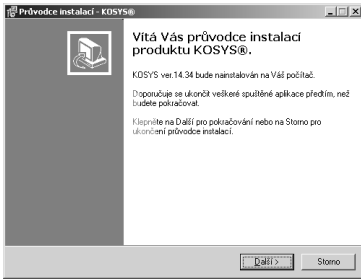 Průvodce instalací - KOSYS®
Vítá Vás průvodce instalací
produktu KOSYS®.
KOSYS ver.14.34 bude nainstalován na Váš počítač.
Doporučuje se ukončit veškeré spuštěné aplikace předtím, než
budete pokračovat.
Klepněte na Další pro pokračování nebo na Storno pro
ukončení průvodce instalací.
Další >
Storno